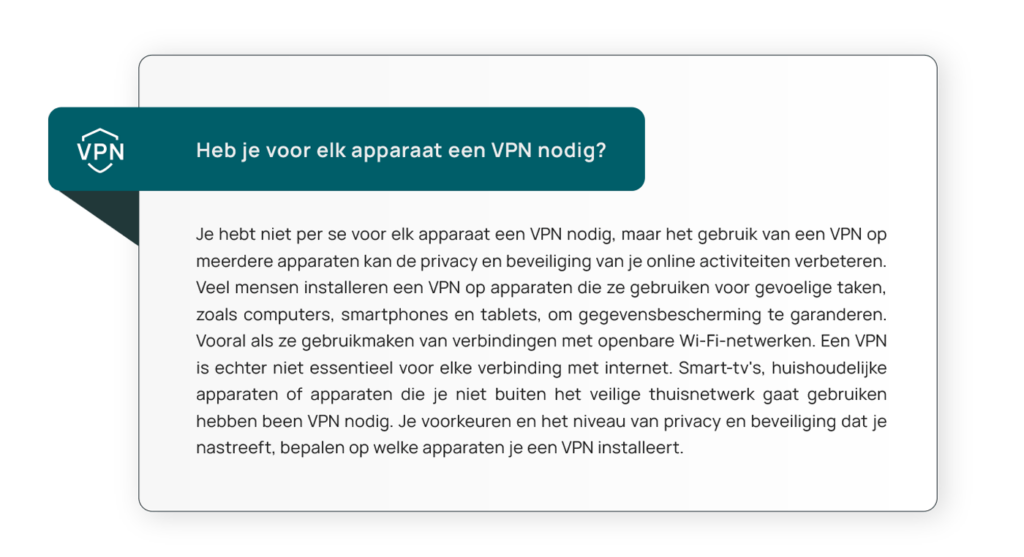 VPN
Heb je voor elk apparaat een VPN nodig?
Je hebt niet per se voor elk apparaat een VPN nodig, maar het gebruik van een VPN op
meerdere apparaten kan de privacy en beveiliging van je online activiteiten verbeteren.
Veel mensen installeren een VPN op apparaten die ze gebruiken voor gevoelige taken,
zoals computers, smartphones en tablets, om gegevensbescherming te garanderen.
Vooral als ze gebruikmaken van verbindingen met openbare Wi-Fi-netwerken. Een VPN
is echter niet essentieel voor elke verbinding met internet. Smart-tv's, huishoudelijke
apparaten of apparaten die je niet buiten het veilige thuisnetwerk gaat gebruiken
hebben been VPN nodig. Je voorkeuren en het niveau van privacy en beveiliging dat je
nastreeft, bepalen op welke apparaten je een VPN installeert.